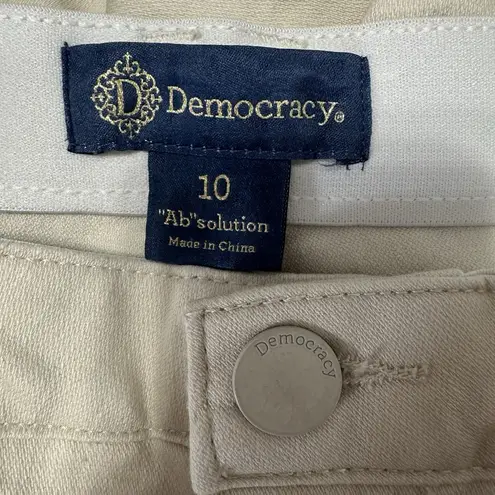 D Democracy®
10
"Ab"solution
Made in China
Democracy